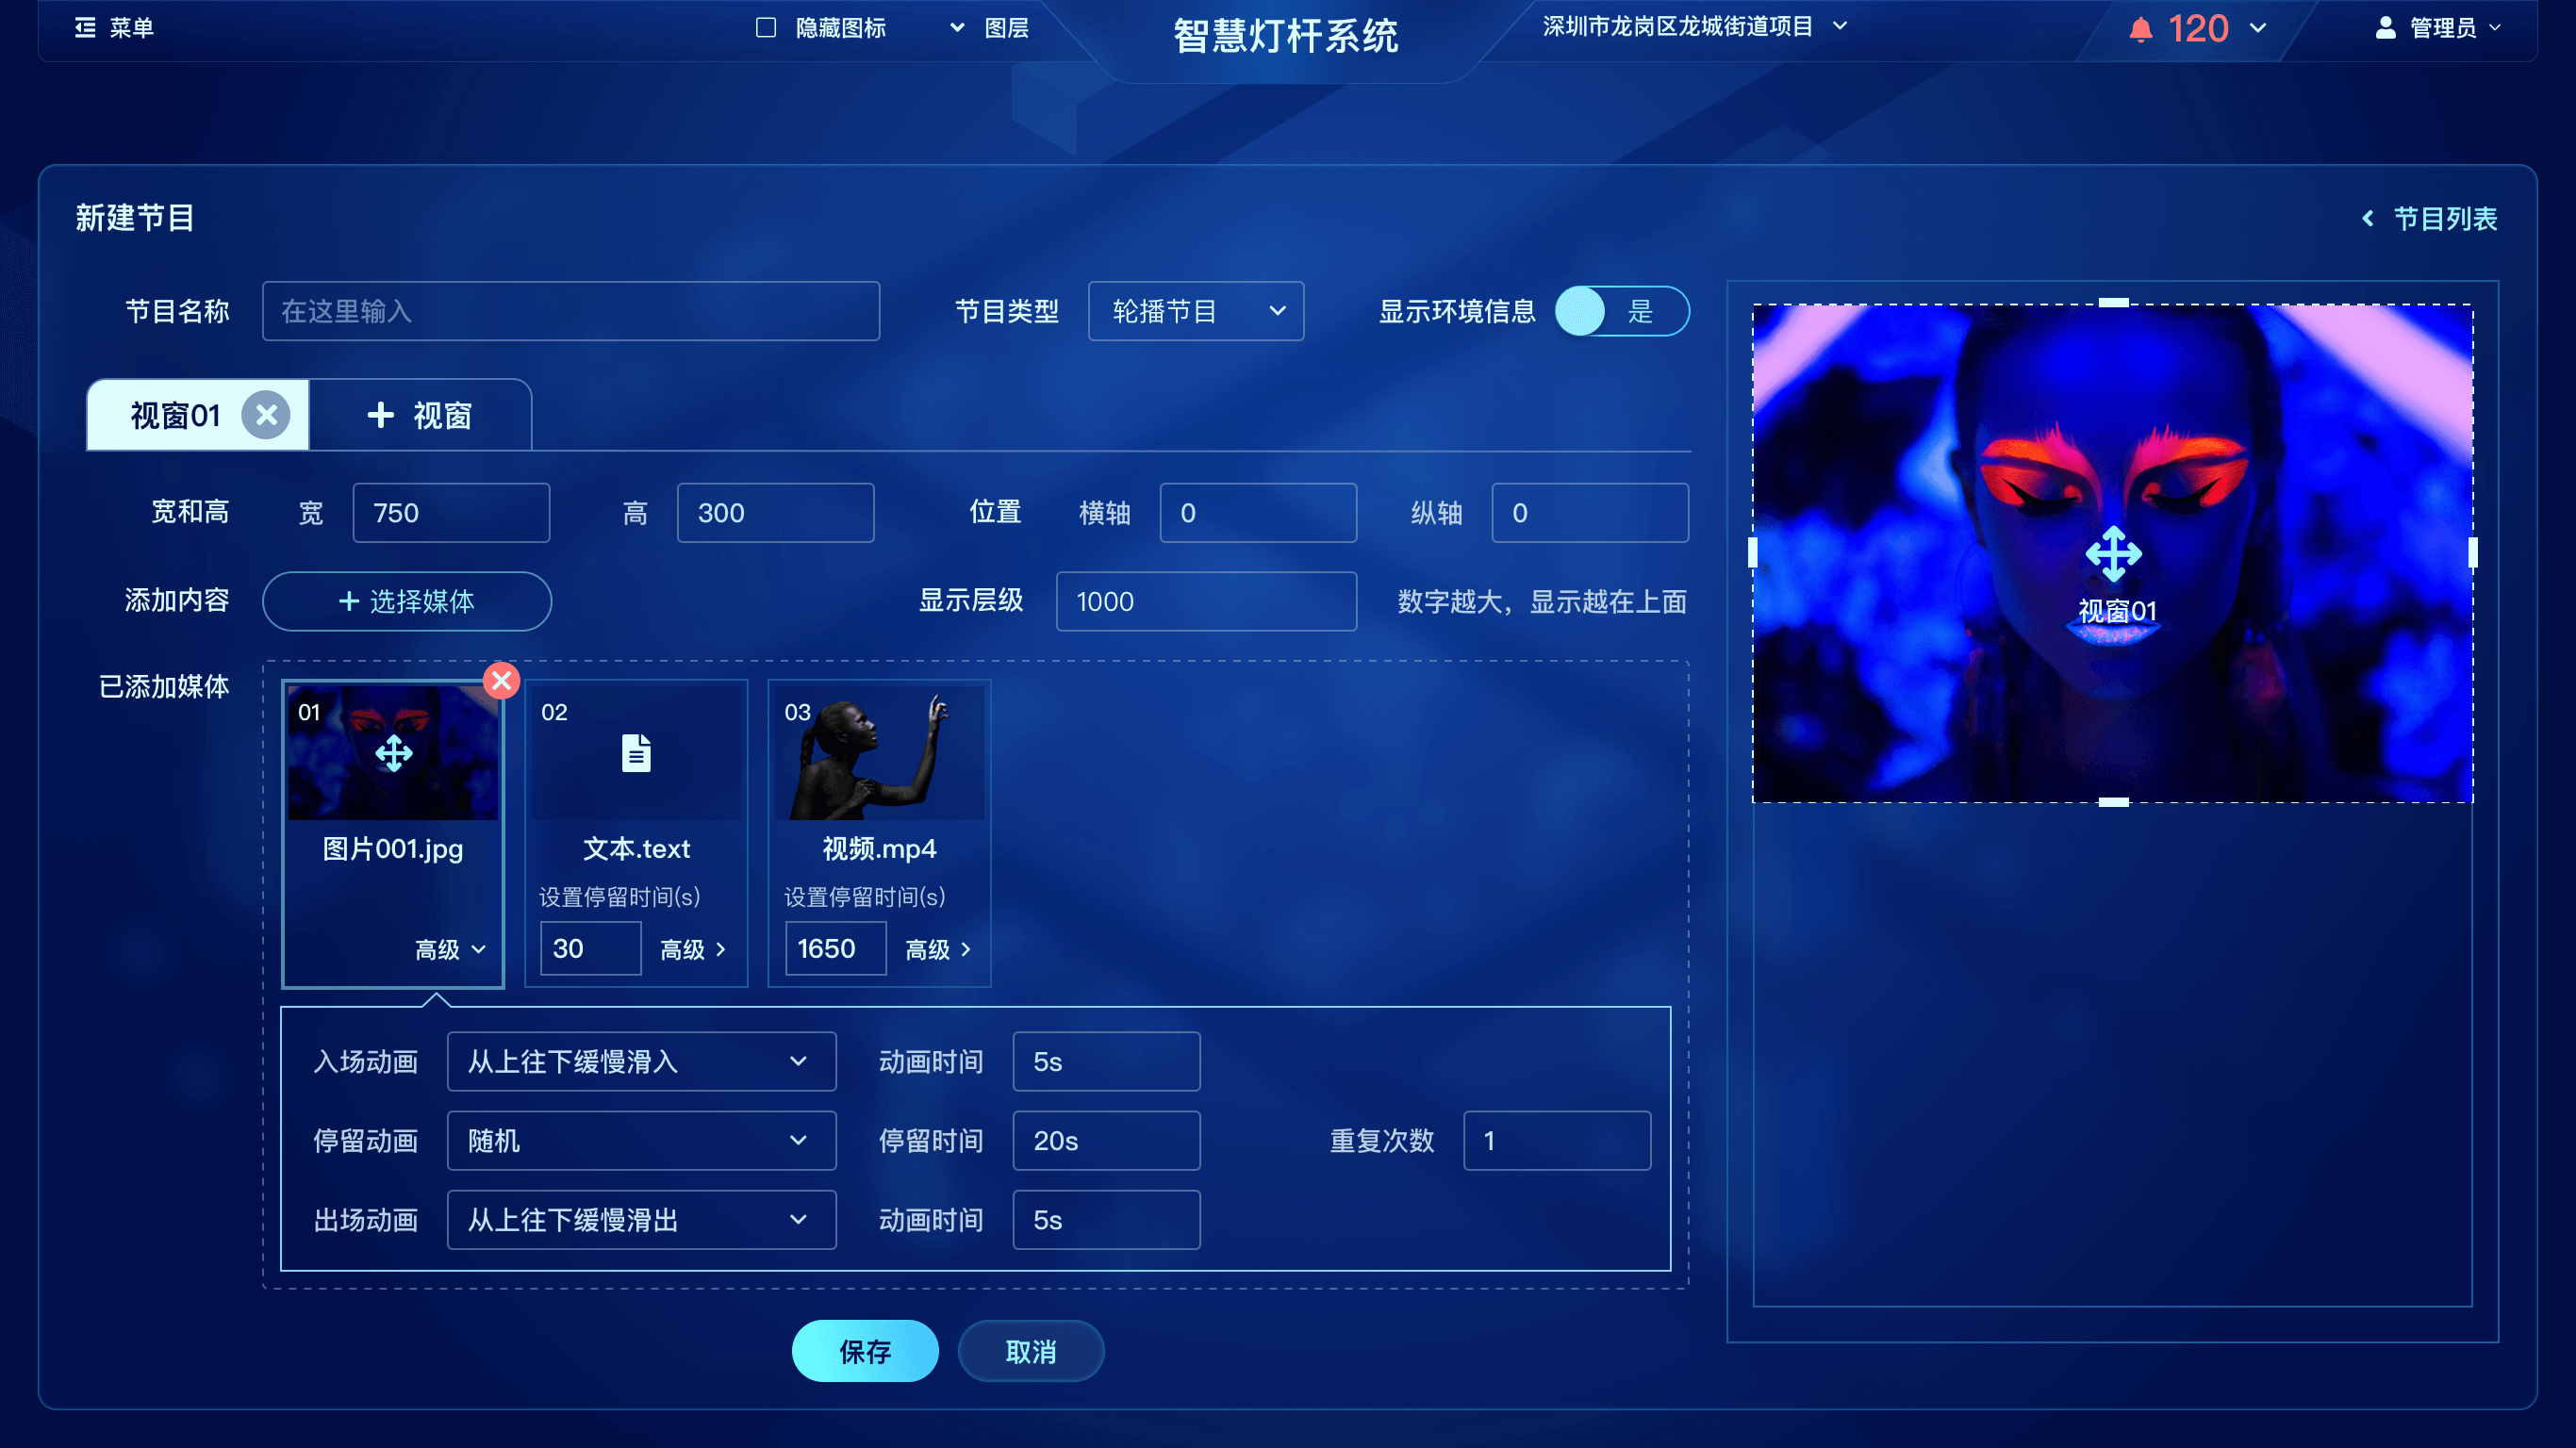 菜单
隐藏图标
图层
智慧灯杆系统
深圳市龙岗区龙城街道项目
120
管理员
新建节目
节目列表
节目名称
在这里输入
节目类型
轮播节目
显示环境信息
是
视窗01
视窗
宽和高
宽
750
高
300
位置
横轴
0
纵轴
0
添加内容
选择媒体
显示层级
1000
数字越大，显示越在上面
视窗01
已添加媒体
01
02
03
图片001.jpg
文本.text
视频.mp4
设置停留时间(s)
设置停留时间(s)
高级
30
高级
1650
高级
入场动画
从上往下缓慢滑入
动画时间
5s
停留动画
随机
停留时间
20s
重复次数
1
出场动画
从上往下缓慢滑出
动画时间
5s
保存
取消